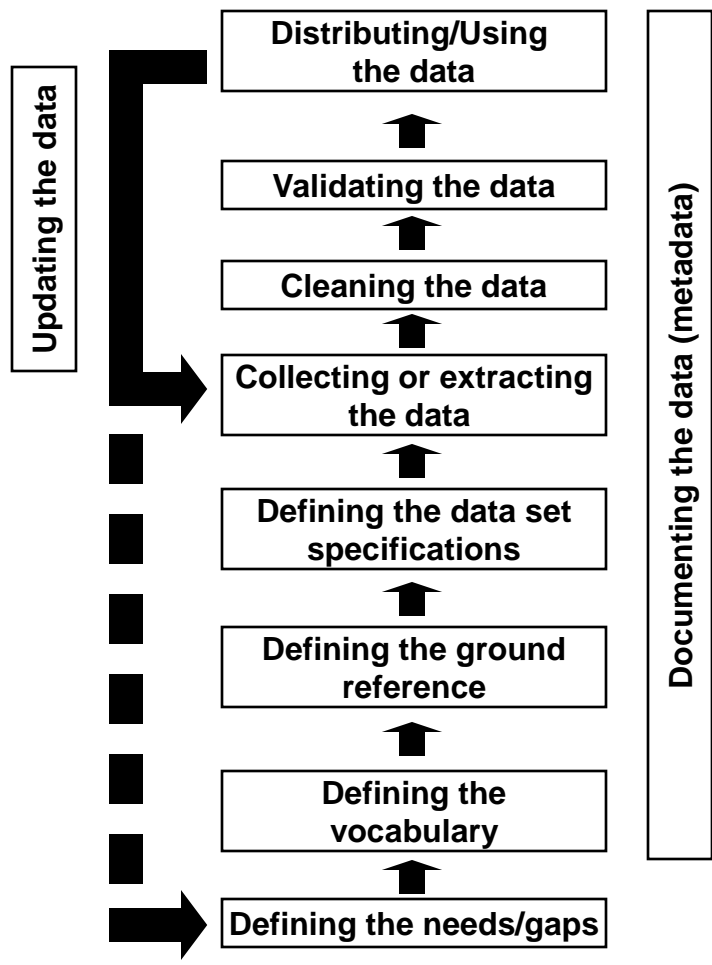 Distributing/Using
the data
Validating the data
Cleaning the data
Collecting or extracting
the data
Defining the data set
specifications
Defining the ground
reference
Defining the
vocabulary
Defining the needs/gaps
Updating the data
Documenting the data (metadata)